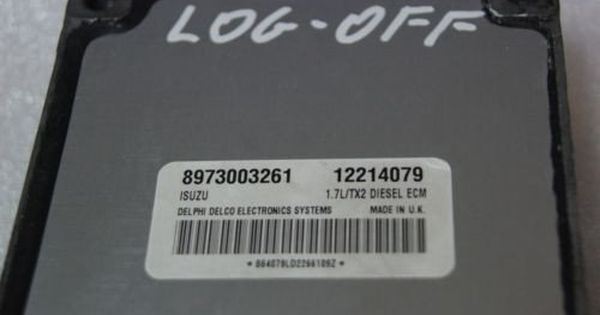 LOG-OFF
8973003261 12214079
ISUZU 1.7L/TX2 DIESEL ECM
DELPHI DELCO ELECTRONICS SYSTEMS MADE IN U.K.